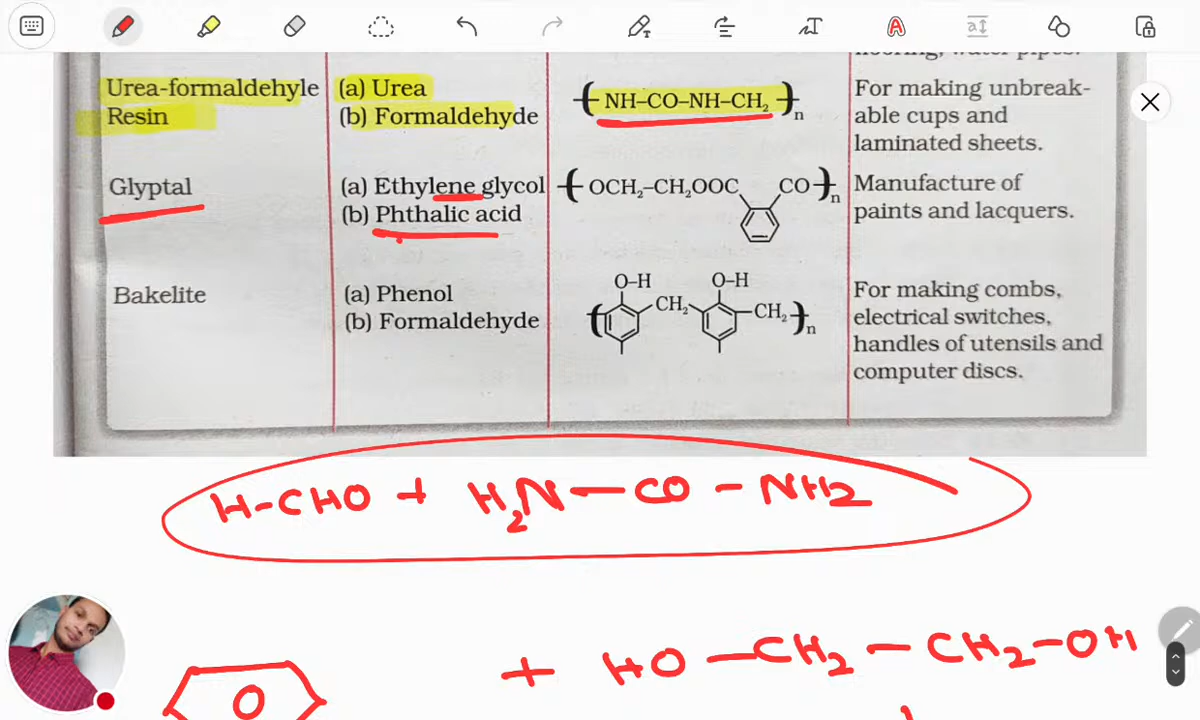 Urea-formaldehyle
Resin
(a) Urea
(b) Formaldehyde
( NH–CO–NH–CH₂ )n
For making unbreak-
able cups and
laminated sheets.
Glyptal
(a) Ethylene glycol
(b) Phthalic acid
( OCH₂–CH₂OOC CO )n
Manufacture of
paints and lacquers.
Bakelite
(a) Phenol
(b) Formaldehyde
O–H O–H
( CH₂ –CH₂ )n
For making combs,
electrical switches,
handles of utensils and
computer discs.
H-CHO + H₂N – CO – NH2
+ HO – CH₂ – CH₂ – OH